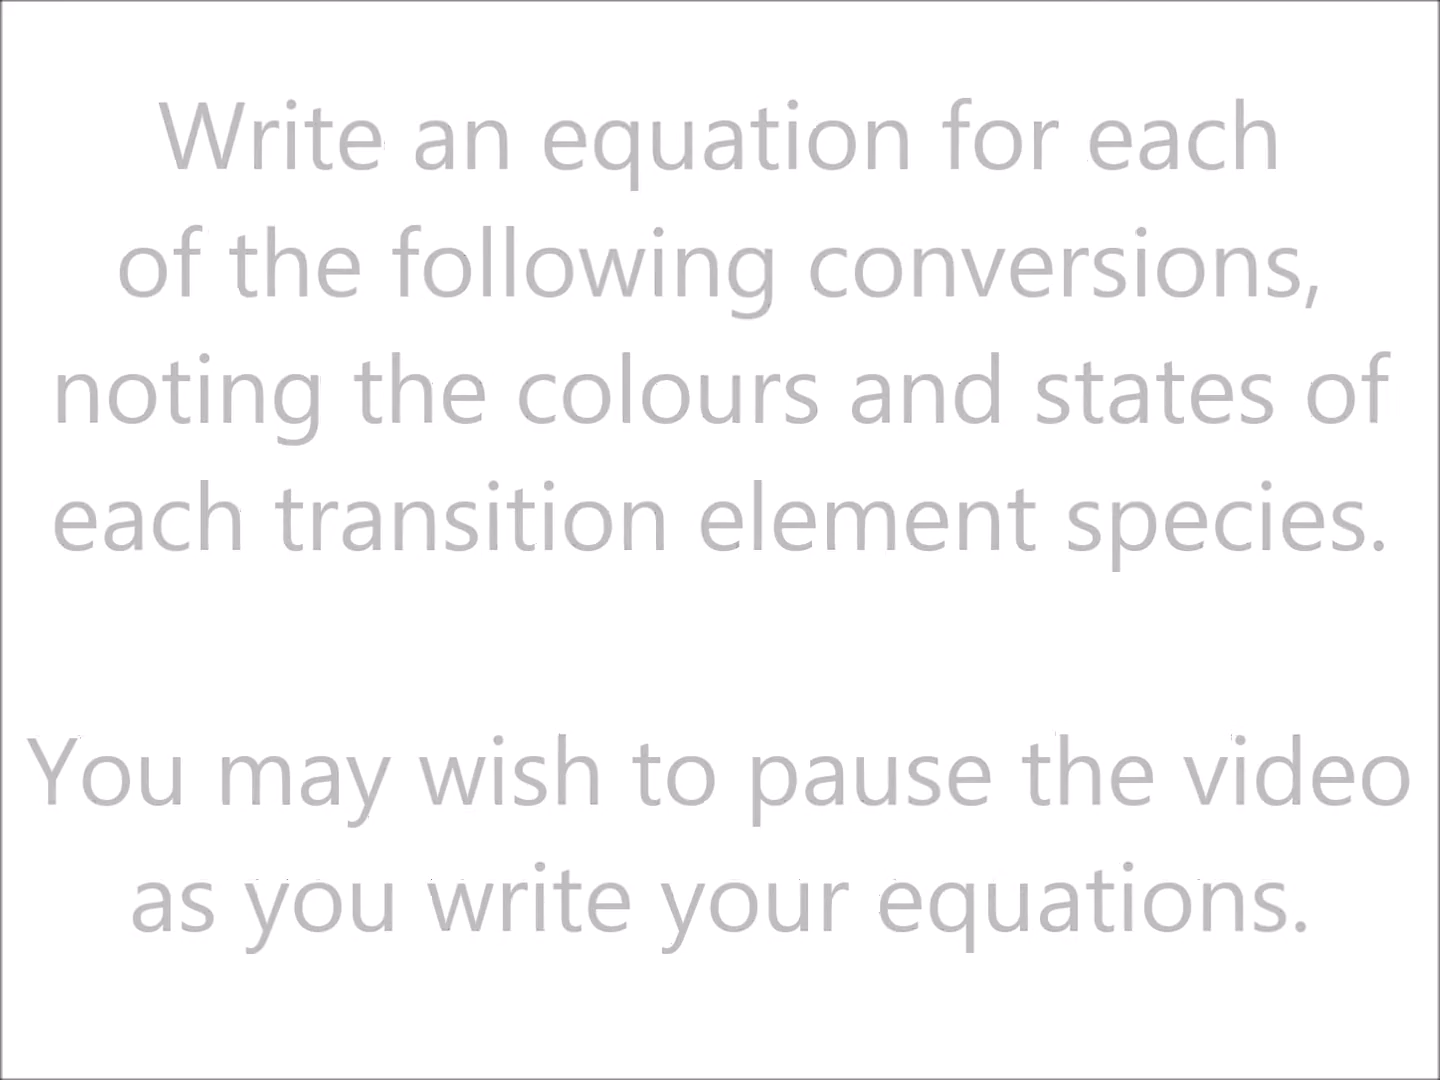 Write an equation for each
of the following conversions,
noting the colours and states of
each transition element species.
You may wish to pause the video
as you write your equations.